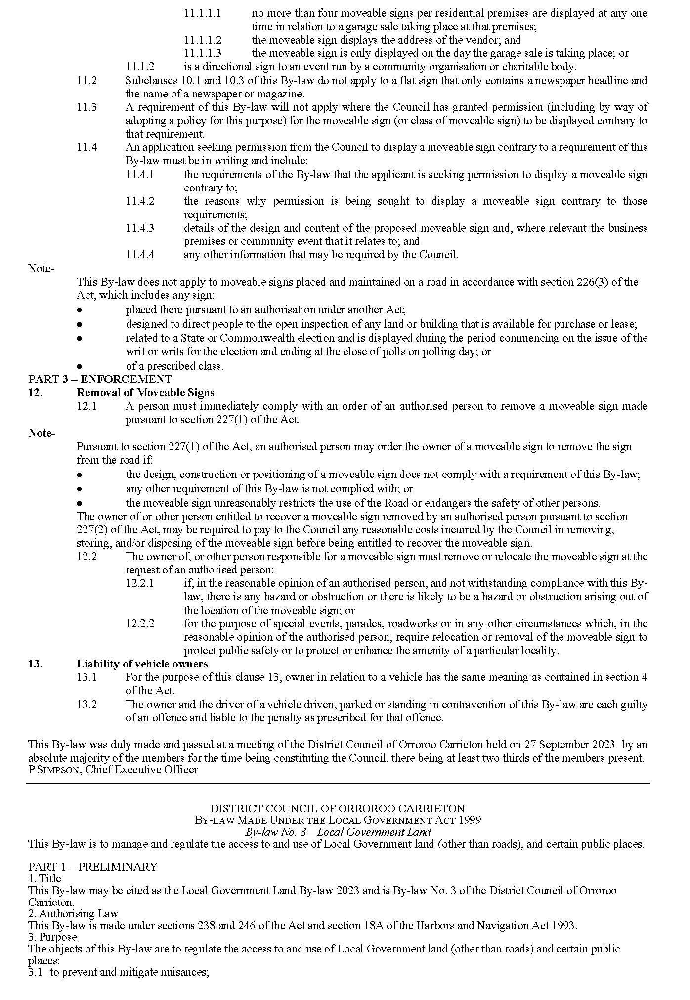 11.1.1.1 no more than four moveable signs per residential premises are displayed at any one
time in relation to a garage sale taking place at that premises;
11.1.1.2 the moveable sign displays the address of the vendor; and
11.1.1.3 the moveable sign is only displayed on the day the garage sale is taking place; or
11.1.2 is a directional sign to an event run by a community organisation or charitable body.
11.2 Subclauses 10.1 and 10.3 of this By-law do not apply to a flat sign that only contains a newspaper headline and
the name of a newspaper or magazine.
11.3 A requirement of this By-law will not apply where the Council has granted permission (including by way of
adopting a policy for this purpose) for the moveable sign (or class of moveable sign) to be displayed contrary to
that requirement.
11.4 An application seeking permission from the Council to display a moveable sign contrary to a requirement of this
By-law must be in writing and include:
11.4.1 the requirements of the By-law that the applicant is seeking permission to display a moveable sign
contrary to;
11.4.2 the reasons why permission is being sought to display a moveable sign contrary to those
requirements;
11.4.3 details of the design and content of the proposed moveable sign and, where relevant the business
premises or community event that it relates to; and
11.4.4 any other information that may be required by the Council.
Note-
This By-law does not apply to moveable signs placed and maintained on a road in accordance with section 226(3) of the
Act, which includes any sign:
• placed there pursuant to an authorisation under another Act;
• designed to direct people to the open inspection of any land or building that is available for purchase or lease;
• related to a State or Commonwealth election and is displayed during the period commencing on the issue of the
writ or writs for the election and ending at the close of polls on polling day; or
• of a prescribed class.
PART 3 – ENFORCEMENT
12. Removal of Moveable Signs
12.1 A person must immediately comply with an order of an authorised person to remove a moveable sign made
pursuant to section 227(1) of the Act.
Note-
Pursuant to section 227(1) of the Act, an authorised person may order the owner of a moveable sign to remove the sign
from the road if:
• the design, construction or positioning of a moveable sign does not comply with a requirement of this By-law;
• any other requirement of this By-law is not complied with; or
• the moveable sign unreasonably restricts the use of the Road or endangers the safety of other persons.
The owner of or other person entitled to recover a moveable sign removed by an authorised person pursuant to section
227(2) of the Act, may be required to pay to the Council any reasonable costs incurred by the Council in removing,
storing, and/or disposing of the moveable sign before being entitled to recover the moveable sign.
12.2 The owner of, or other person responsible for a moveable sign must remove or relocate the moveable sign at the
request of an authorised person:
12.2.1 if, in the reasonable opinion of an authorised person, and not withstanding compliance with this By-
law, there is any hazard or obstruction or there is likely to be a hazard or obstruction arising out of
the location of the moveable sign; or
12.2.2 for the purpose of special events, parades, roadworks or in any other circumstances which, in the
reasonable opinion of the authorised person, require relocation or removal of the moveable sign to
protect public safety or to protect or enhance the amenity of a particular locality.
13. Liability of vehicle owners
13.1 For the purpose of this clause 13, owner in relation to a vehicle has the same meaning as contained in section 4
of the Act.
13.2 The owner and the driver of a vehicle driven, parked or standing in contravention of this By-law are each guilty
of an offence and liable to the penalty as prescribed for that offence.
This By-law was duly made and passed at a meeting of the District Council of Orroroo Carrieton held on 27 September 2023 by an
absolute majority of the members for the time being constituting the Council, there being at least two thirds of the members present.
P SIMPSON, Chief Executive Officer
DISTRICT COUNCIL OF ORROROO CARRIETON
BY-LAW MADE UNDER THE LOCAL GOVERNMENT ACT 1999
By-law No. 3—Local Government Land
This By-law is to manage and regulate the access to and use of Local Government land (other than roads), and certain public places.
PART 1 – PRELIMINARY
1. Title
This By-law may be cited as the Local Government Land By-law 2023 and is By-law No. 3 of the District Council of Orroroo
Carrieton.
2. Authorising Law
This By-law is made under sections 238 and 246 of the Act and section 18A of the Harbors and Navigation Act 1993.
3. Purpose
The objects of this By-law are to regulate the access to and use of Local Government land (other than roads) and certain public
places:
3.1 to prevent and mitigate nuisances;